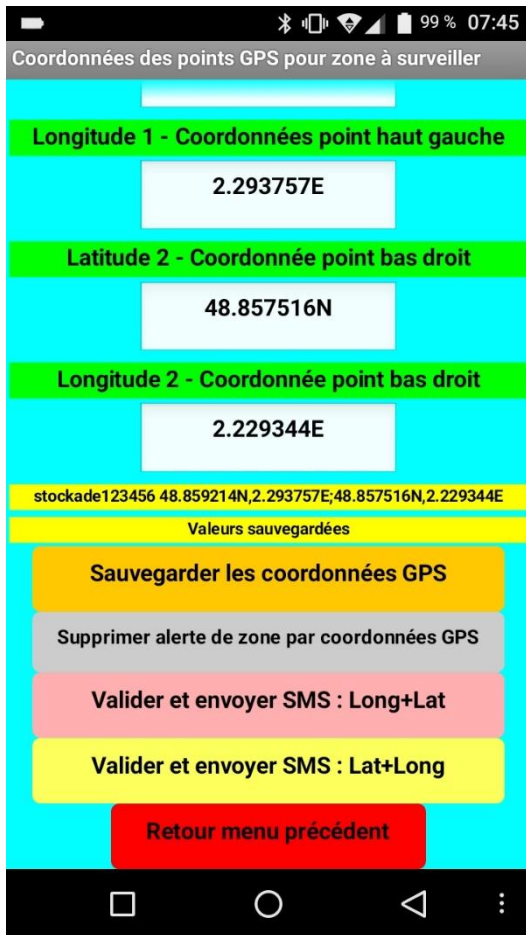 99 % 07:45
Coordonnées des points GPS pour zone à surveiller
Longitude 1 - Coordonnées point haut gauche
2.293757E
Latitude 2 - Coordonnée point bas droit
48.857516N
Longitude 2 - Coordonnée point bas droit
2.229344E
stockade123456 48.859214N,2.293757E;48.857516N,2.229344E
Valeurs sauvegardées
Sauvegarder les coordonnées GPS
Supprimer alerte de zone par coordonnées GPS
Valider et envoyer SMS : Long+Lat
Valider et envoyer SMS : Lat+Long
Retour menu précédent